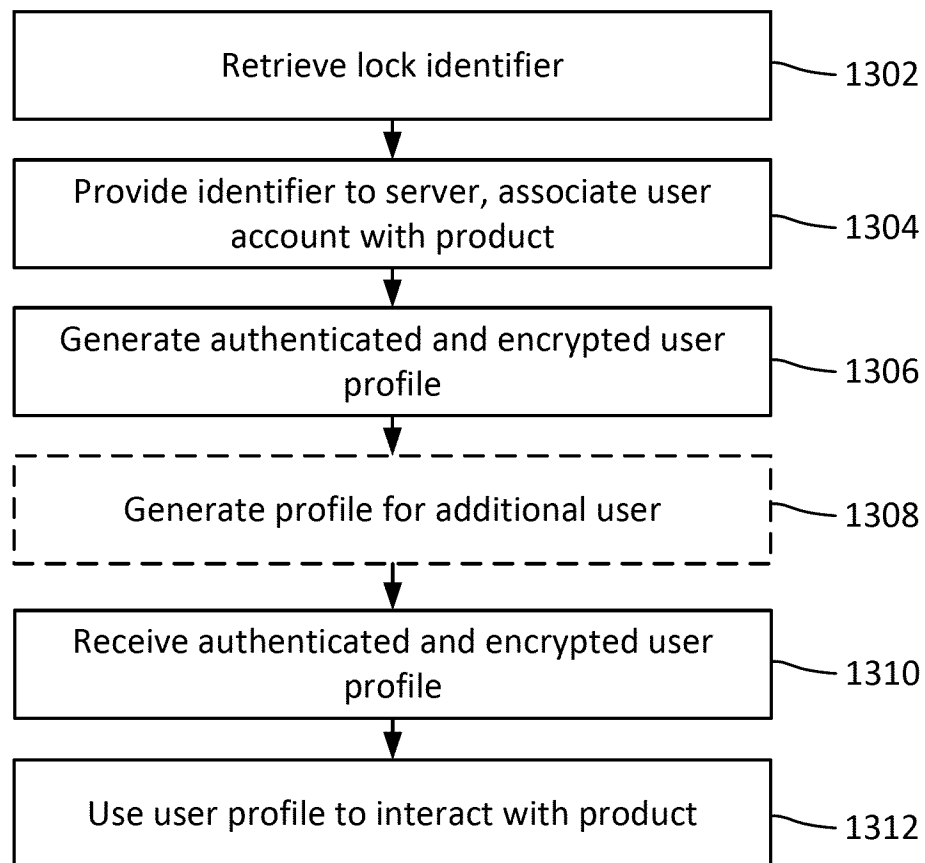 Retrieve lock identifier
1302
Provide identifier to server, associate user
account with product
1304
Generate authenticated and encrypted user
profile
1306
Generate profile for additional user
1308
Receive authenticated and encrypted user
profile
1310
Use user profile to interact with product
1312